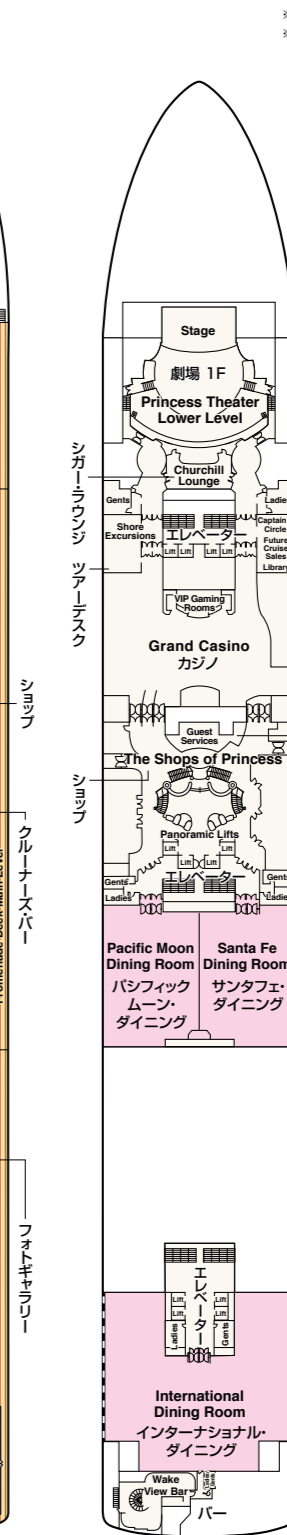 ※
※
Stage
劇場 1F
Princess Theater
Lower Level
シガー・ラウンジ
Churchill
Lounge
Gents
Ladie
Shore
Excursions
エレベーター
Lift
Lift
Lift
Lift
Captain'
Circle
Future
Cruise
Sales
Library
ツアーデスク
VIP Gaming
Rooms
Grand Casino
カジノ
ショップ
Guest
Services
The Shops of Princess
ショップ
Panoramic Lifts
Lift
Lift
Lift
Lift
エレベーター
Gents
Ladies
Gents
Ladies
クルーナーズ・バー
Promenade Deck Main Level
Pacific Moon
Dining Room
パシフィック
ムーン・
ダイニング
Santa Fe
Dining Room
サンタフェ・
ダイニング
フォトギャラリー
エレベーター
Lift
Lift
Lift
Lift
Ladies
Gents
International
Dining Room
インターナショナル・
ダイニング
Wake
View Bar
Ladies
Gents
バー